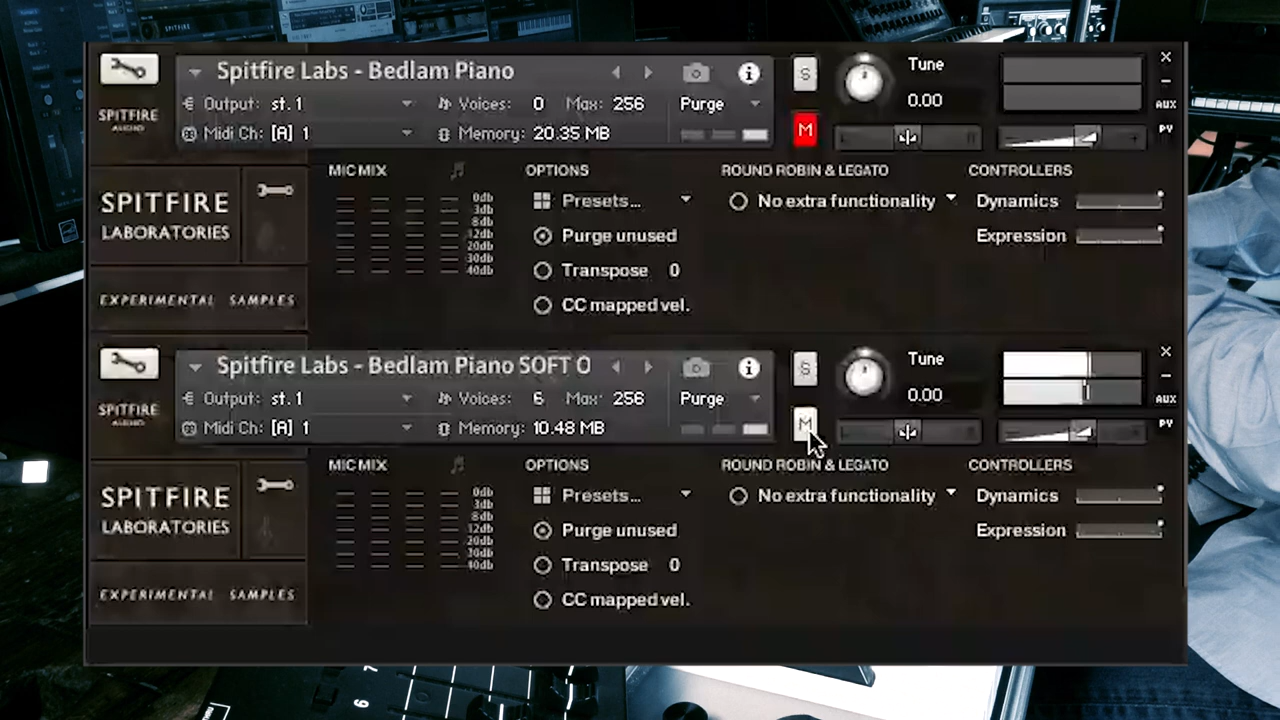 Spitfire Labs - Bedlam Piano
S
Tune
SPITFIRE
AUDIO
Output: st. 1
Voices: 0 Max: 256
Purge
0.00
AUX
Midi Ch: [A] 1
Memory: 20.35 MB
M
L
R
PV
SPITFIRE
LABORATORIES
EXPERIMENTAL SAMPLES
MIC MIX
0db
3db
8db
12db
20db
30db
40db
OPTIONS
Presets...
Purge unused
Transpose 0
CC mapped vel.
ROUND ROBIN & LEGATO
No extra functionality
CONTROLLERS
Dynamics
Expression
Spitfire Labs - Bedlam Piano SOFT O
S
Tune
SPITFIRE
AUDIO
Output: st. 1
Voices: 6 Max: 256
Purge
0.00
AUX
Midi Ch: [A] 1
Memory: 10.48 MB
M
L
R
PV
SPITFIRE
LABORATORIES
EXPERIMENTAL SAMPLES
MIC MIX
0db
3db
8db
12db
20db
30db
40db
OPTIONS
Presets...
Purge unused
Transpose 0
CC mapped vel.
ROUND ROBIN & LEGATO
No extra functionality
CONTROLLERS
Dynamics
Expression